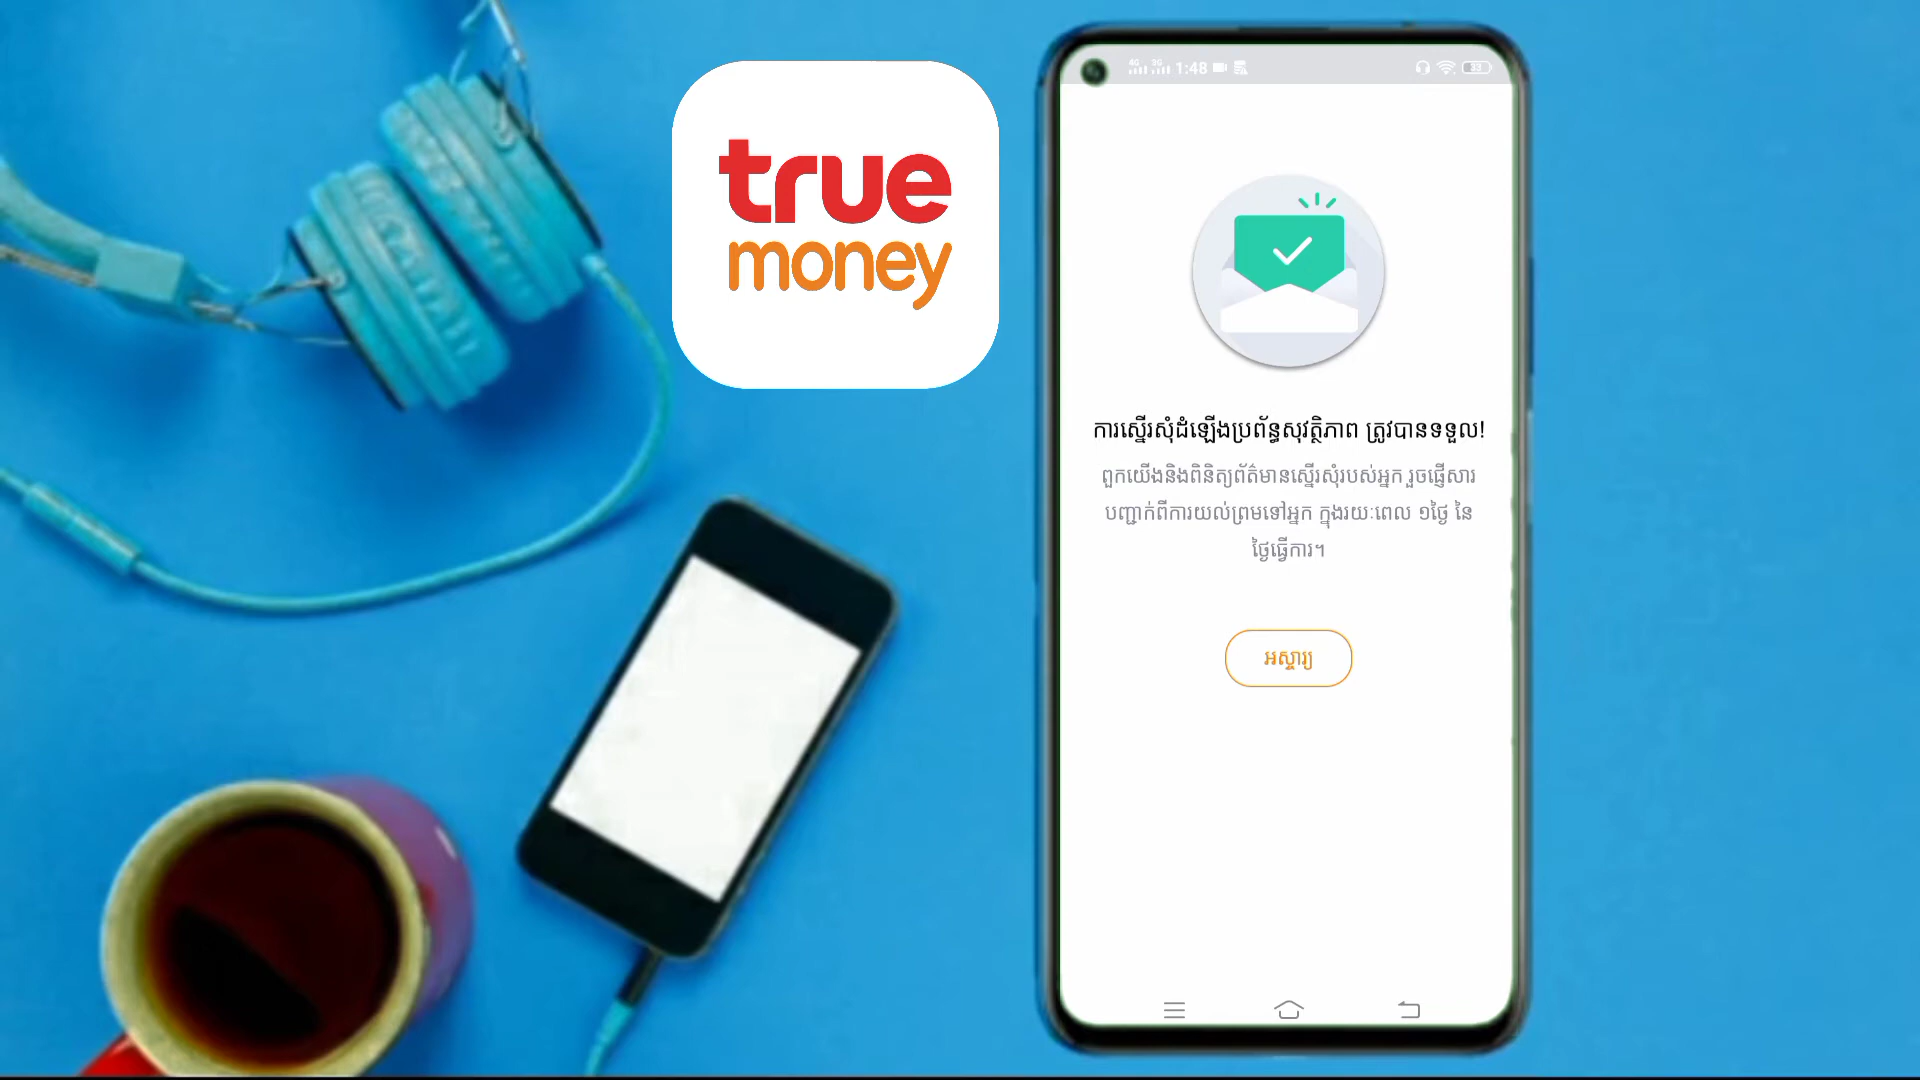 true
money
4G 3G 1:48 33
ការស្នើរសុំដំឡើងប្រព័ន្ធសុវត្ថិភាព ត្រូវបានទទួល!
ពួកយើងនិងពិនិត្យព័ត៌មានស្នើរសុំរបស់អ្នក រួចផ្ញើសារ
បញ្ជាក់ពីការយល់ព្រមទៅអ្នក ក្នុងរយៈពេល ១ថ្ងៃ នៃ
ថ្ងៃធ្វើការ។
អស្ចារ្យ